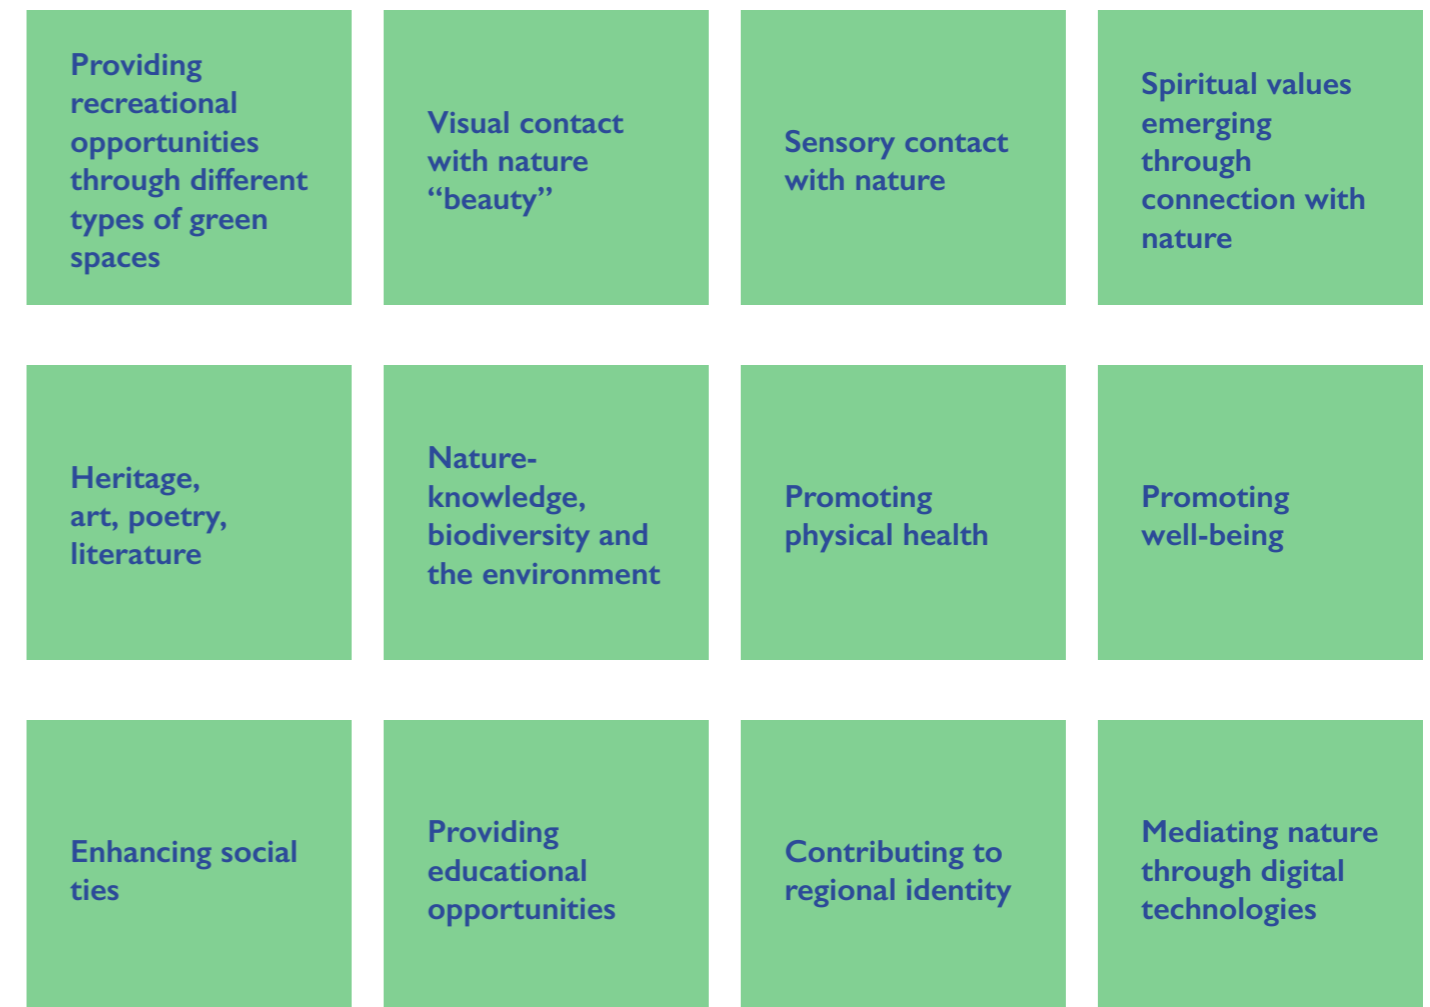 Providing
recreational
opportunities
through different
types of green
spaces
Visual contact
with nature
“beauty”
Sensory contact
with nature
Spiritual values
emerging
through
connection with
nature
Heritage,
art, poetry,
literature
Nature-
knowledge,
biodiversity and
the environment
Promoting
physical health
Promoting
well-being
Enhancing social
ties
Providing
educational
opportunities
Contributing to
regional identity
Mediating nature
through digital
technologies